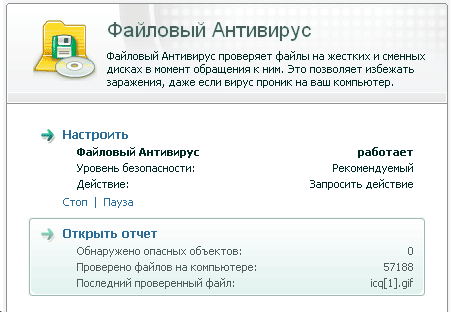 Файловый Антивирус
Файловый Антивирус проверяет файлы на жестких и сменных
дисках в момент обращения к ним. Это позволяет избежать
заражения, даже если вирус проник на ваш компьютер.
Настроить
Файловый Антивирус работает
Уровень безопасности: Рекомендуемый
Действие: Запросить действие
Стоп | Пауза
Открыть отчет
Обнаружено опасных объектов: 0
Проверено файлов на компьютере: 57188
Последний проверенный файл: icq[1].gif